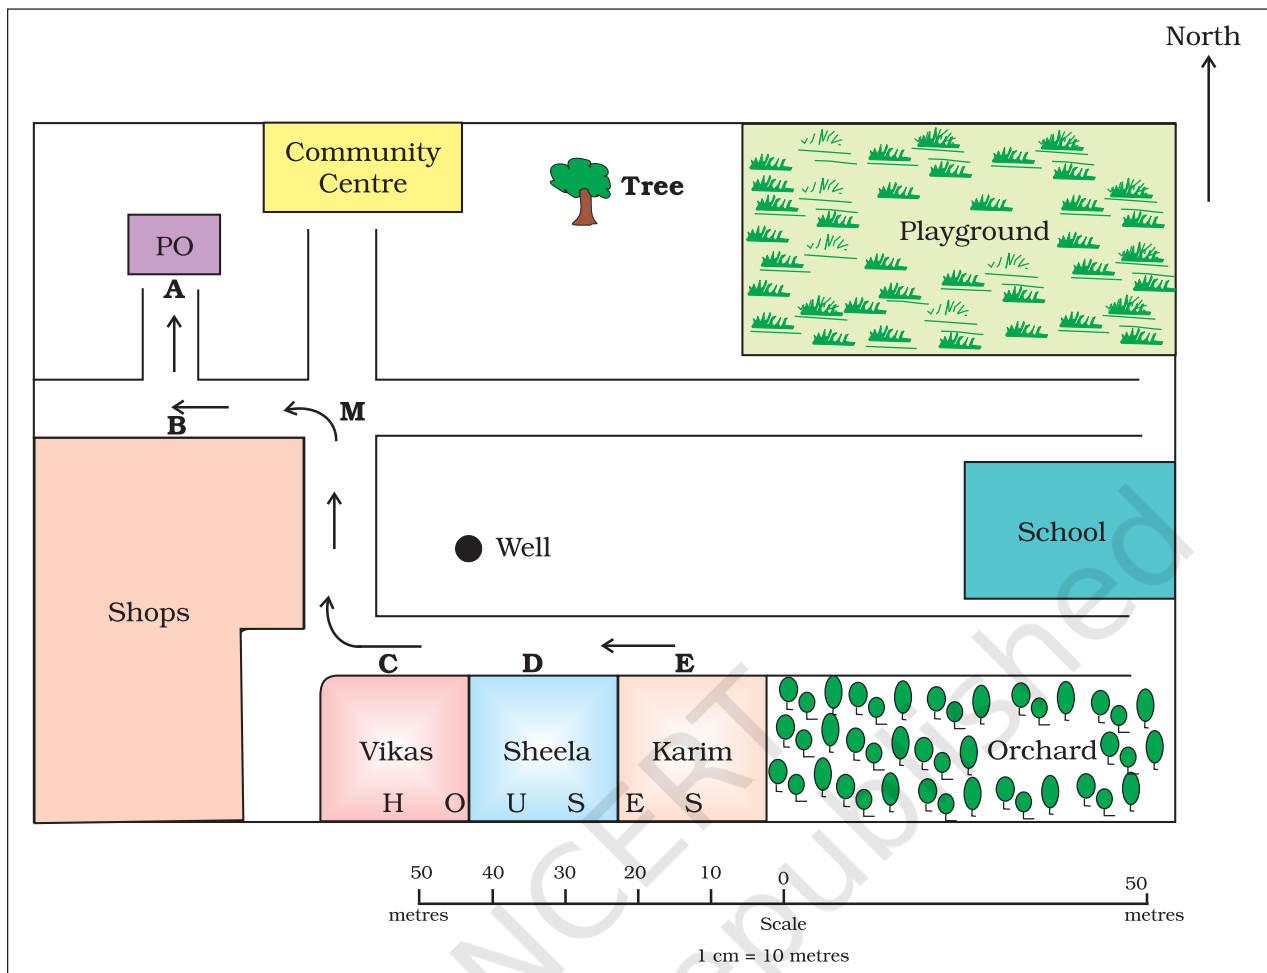 North
Community
Centre
Tree
PO
Playground
A
M
B
School
Well
Shops
C D E
Vikas Sheela Karim Orchard
H O U S E S
50 40 30 20 10 0 50
metres metres
Scale
1 cm = 10 metres
NCERT
republished